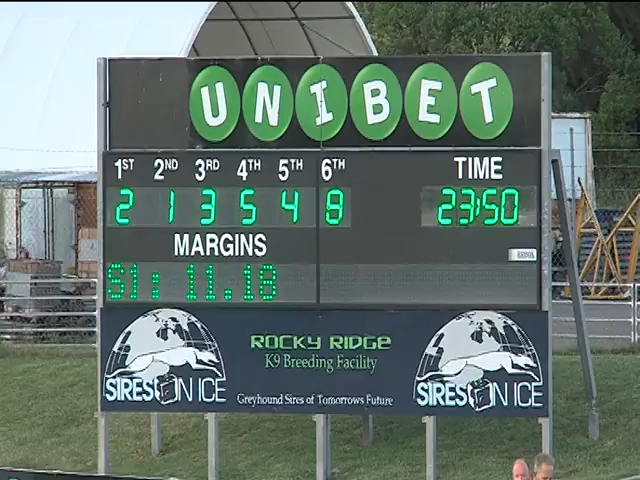 UNIBET
1ST 2ND 3RD 4TH 5TH 6TH TIME
2 1 3 5 4 8 23:50
MARGINS
S1: 11.18
ROCKY RIDGE
K9 Breeding Facility
SIRES ON ICE
Greyhound Sires of Tomorrows Future
SIRES ON ICE